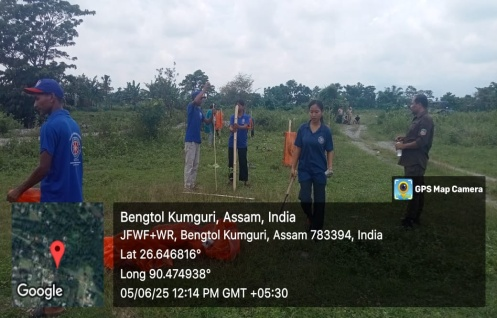 GPS Map Camera
Bengtol Kumguri, Assam, India
JFWF+WR, Bengtol Kumguri, Assam 783394, India
Lat 26.646816°
Long 90.474938°
05/06/25 12:14 PM GMT +05:30
Google